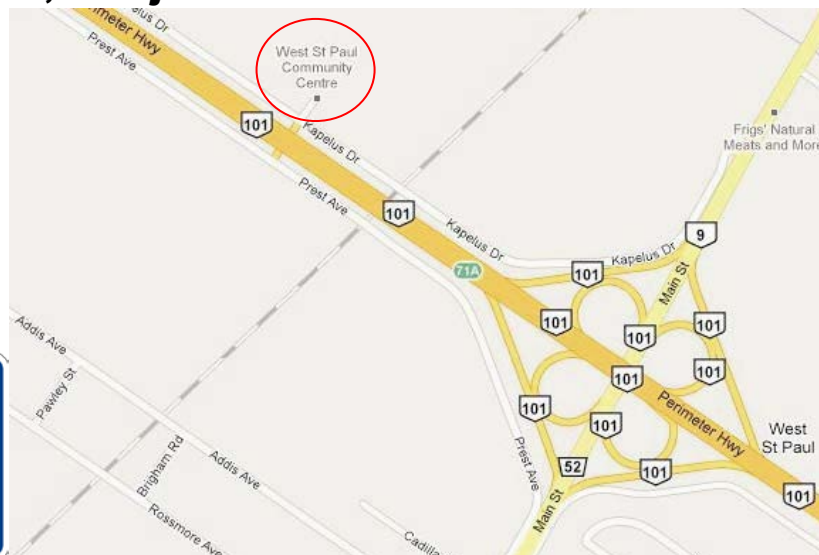 Kapelus Dr
Perimeter Hwy
Prest Ave
West St Paul
Community
Centre
101
Kapelus Dr
Prest Ave
101
Frigs' Natural
Meats and More
Kapelus Dr
Kapelus Dr
9
71A
101
Main St
101
101
101
101
101
101
101
Perimeter Hwy
West
St Paul
101
101
52
101
Prest Ave
Main St
Addis Ave
Pawley St
Brigham Rd
Addis Ave
Rossmore Ave